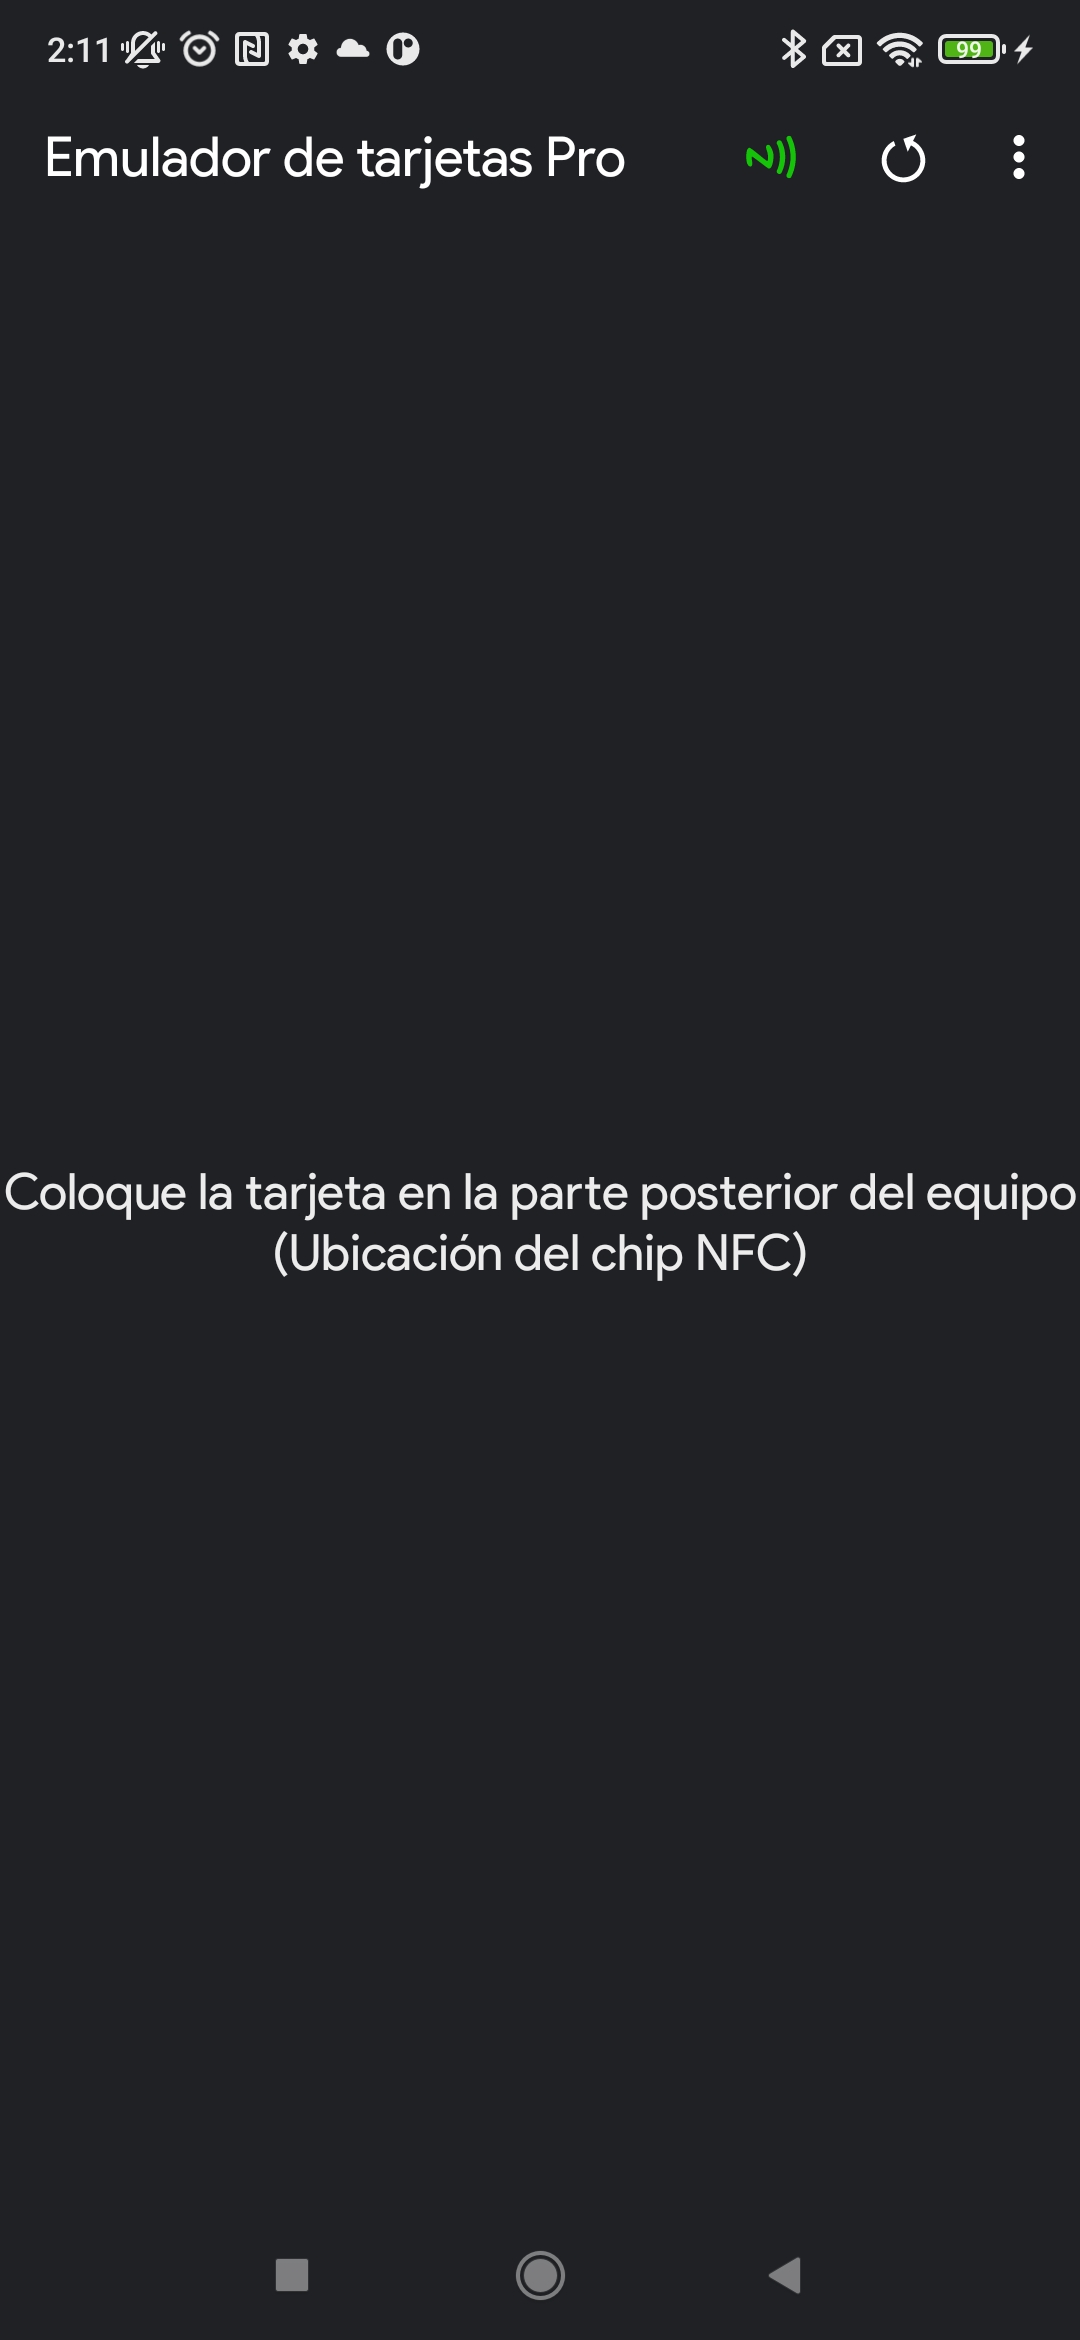 2:11
99
Emulador de tarjetas Pro
Coloque la tarjeta en la parte posterior del equipo
(Ubicación del chip NFC)